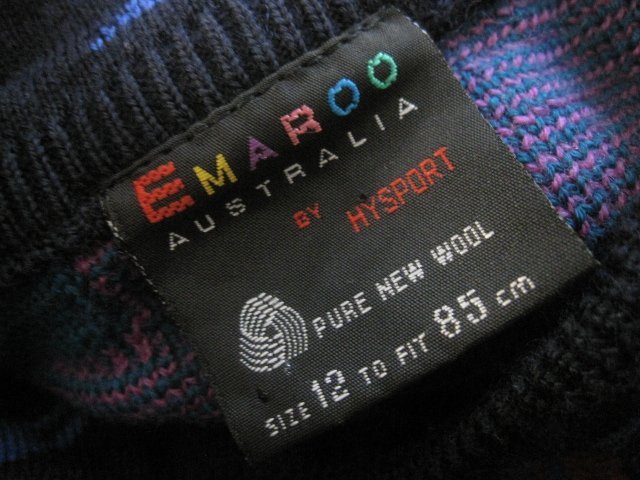 EMAROO
AUSTRALIA
BY HYSPORT
PURE NEW WOOL
SIZE 12 TO FIT 85 cm